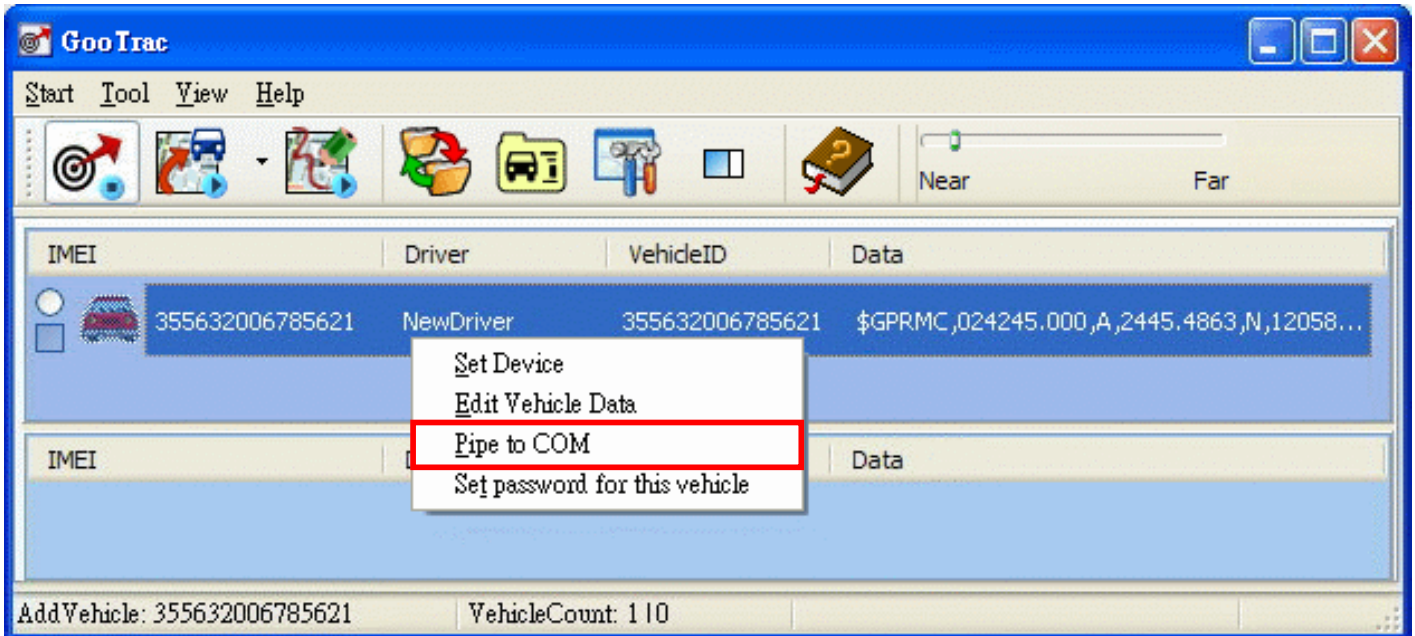 GooTrac
Start Tool View Help
Near Far
IMEI Driver VehicleID Data
355632006785621 NewDriver 355632006785621 $GPRMC,024245.000,A,2445.4863,N,12058...
Set Device
Edit Vehicle Data
Pipe to COM
IMEI Data
Set password for this vehicle
AddVehicle: 355632006785621 VehicleCount: 1|0